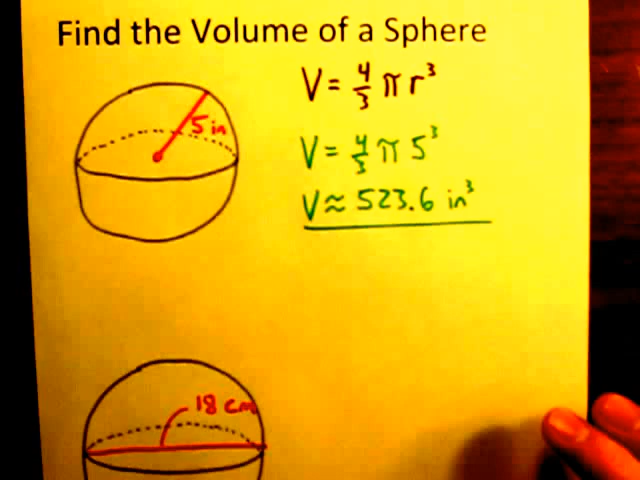 Find the Volume of a Sphere
V = 4/3 π r³
5 in
V = 4/3 π 5³
V ≈ 523.6 in³
18 cm